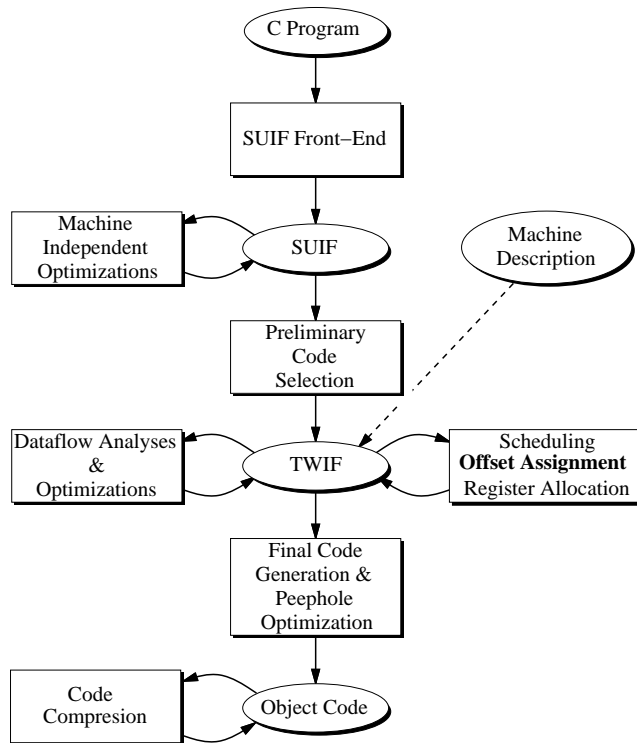 C Program
SUIF Front–End
Machine
Independent
Optimizations
SUIF
Machine
Description
Preliminary
Code
Selection
Dataflow Analyses
&
Optimizations
TWIF
Scheduling
Offset Assignment
Register Allocation
Final Code
Generation &
Peephole
Optimization
Code
Compresion
Object Code